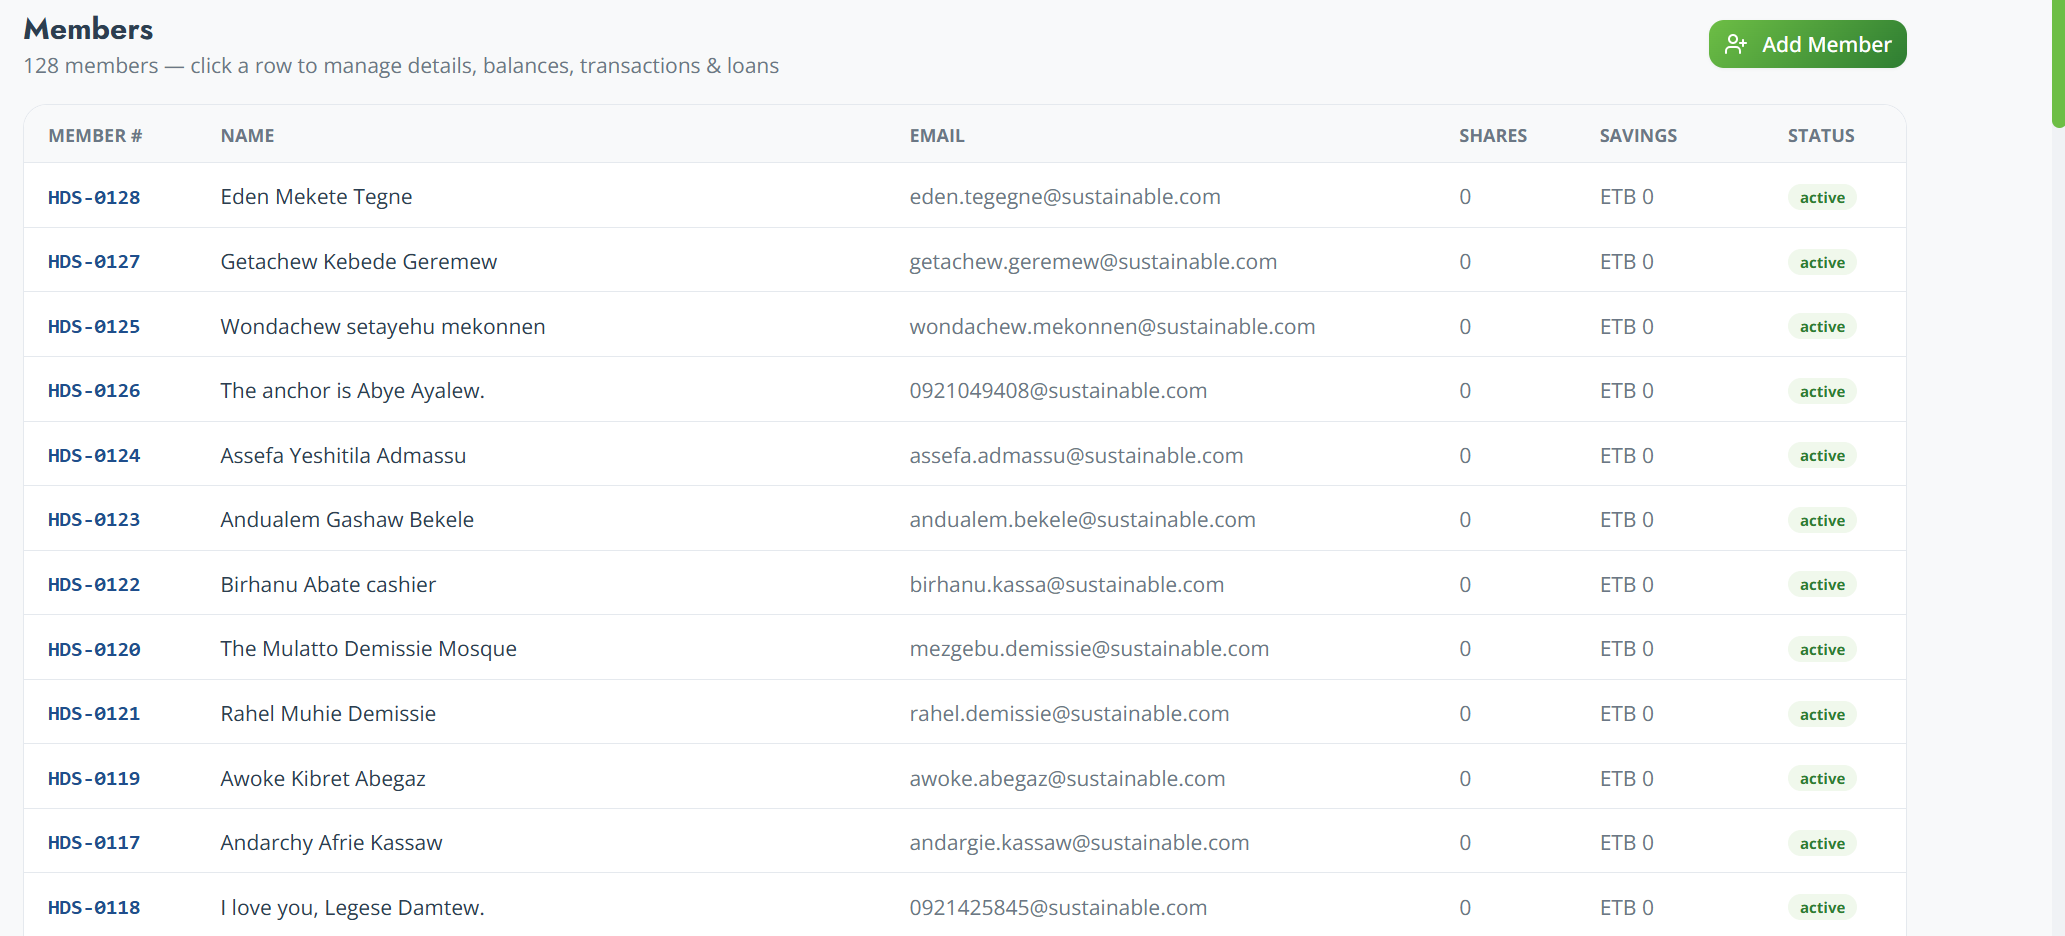 Members
128 members — click a row to manage details, balances, transactions & loans
Add Member
MEMBER # NAME EMAIL SHARES SAVINGS STATUS
HDS-0128 Eden Mekete Tegne eden.tegegne@sustainable.com 0 ETB 0 active
HDS-0127 Getachew Kebede Geremew getachew.geremew@sustainable.com 0 ETB 0 active
HDS-0125 Wondachew setayehu mekonnen wondachew.mekonnen@sustainable.com 0 ETB 0 active
HDS-0126 The anchor is Abye Ayalew. 0921049408@sustainable.com 0 ETB 0 active
HDS-0124 Assefa Yeshitila Admassu assefa.admassu@sustainable.com 0 ETB 0 active
HDS-0123 Andualem Gashaw Bekele andualem.bekele@sustainable.com 0 ETB 0 active
HDS-0122 Birhanu Abate cashier birhanu.kassa@sustainable.com 0 ETB 0 active
HDS-0120 The Mulatto Demissie Mosque mezgebu.demissie@sustainable.com 0 ETB 0 active
HDS-0121 Rahel Muhie Demissie rahel.demissie@sustainable.com 0 ETB 0 active
HDS-0119 Awoke Kibret Abegaz awoke.abegaz@sustainable.com 0 ETB 0 active
HDS-0117 Andarchy Afrie Kassaw andargie.kassaw@sustainable.com 0 ETB 0 active
HDS-0118 I love you, Legese Damtew. 0921425845@sustainable.com 0 ETB 0 active